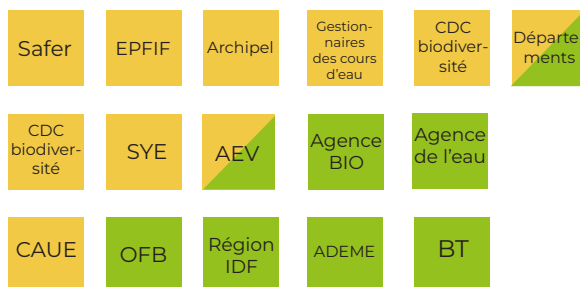 Safer
EPFIF
Archipel
Gestion-
naires
des cours
d'eau
CDC
biodiver-
sité
Départe
ments
CDC
biodiver-
sité
SYE
AEV
Agence
BIO
Agence
de l'eau
CAUE
OFB
Région
IDF
ADEME
BT